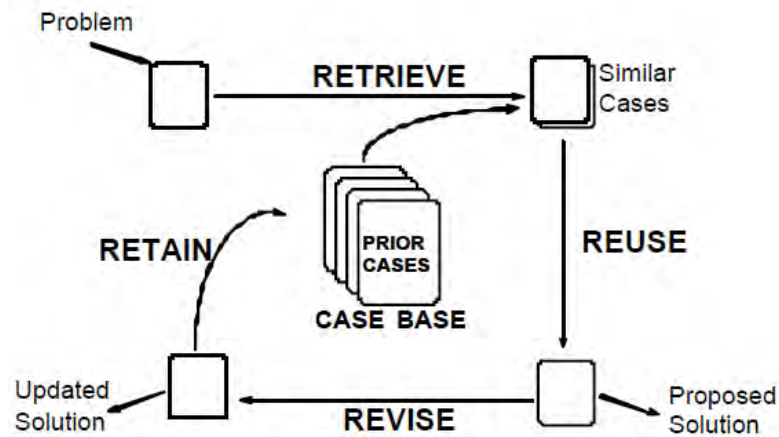 Problem
RETRIEVE
Similar
Cases
PRIOR
CASES
CASE BASE
RETAIN
REUSE
Updated
Solution
REVISE
Proposed
Solution